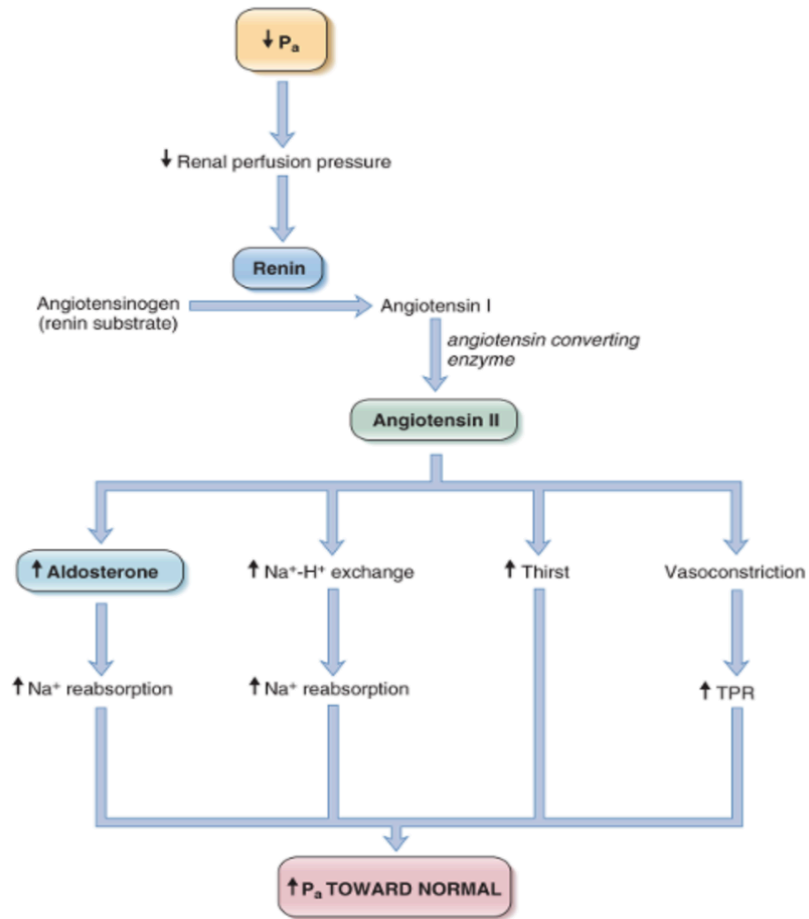 ↓ Pₐ
↓ Renal perfusion pressure
Renin
Angiotensinogen
(renin substrate)
Angiotensin I
angiotensin converting
enzyme
Angiotensin II
↑ Aldosterone
↑ Na⁺-H⁺ exchange
↑ Thirst
Vasoconstriction
↑ Na⁺ reabsorption
↑ Na⁺ reabsorption
↑ TPR
↑ Pₐ TOWARD NORMAL